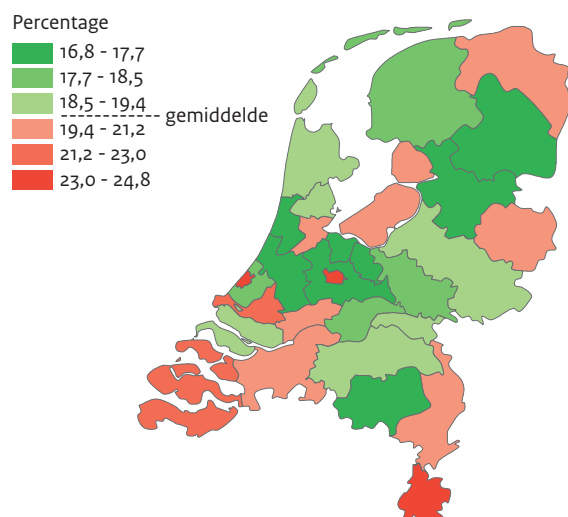 Percentage
16,8 - 17,7
17,7 - 18,5
18,5 - 19,4
gemiddelde
19,4 - 21,2
21,2 - 23,0
23,0 - 24,8